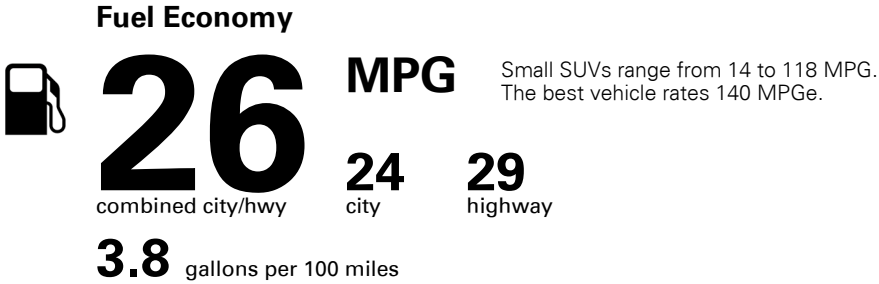 Fuel Economy
26
MPG
Small SUVs range from 14 to 118 MPG.
The best vehicle rates 140 MPGe.
24
29
combined city/hwy
city
highway
3.8 gallons per 100 miles